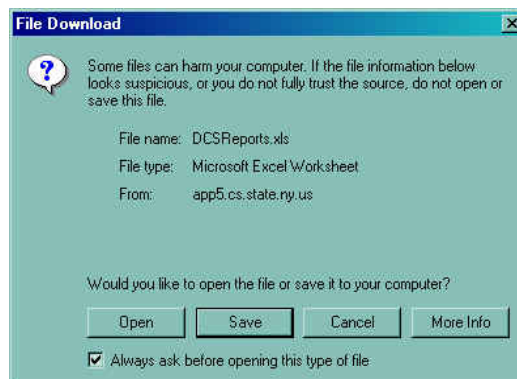 File Download
Some files can harm your computer. If the file information below
looks suspicious, or you do not fully trust the source, do not open or
save this file.
File name: DCSReports.xls
File type: Microsoft Excel Worksheet
From: app5.cs.state.ny.us
Would you like to open the file or save it to your computer?
Open Save Cancel More Info
Always ask before opening this type of file